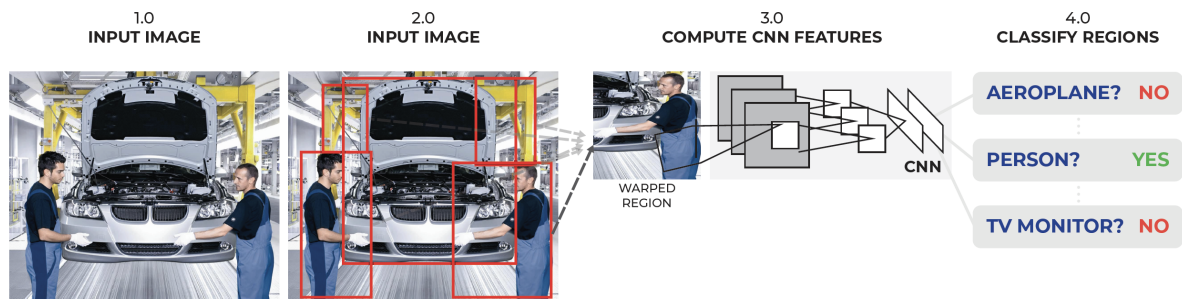 1.0
INPUT IMAGE
2.0
INPUT IMAGE
3.0
COMPUTE CNN FEATURES
4.0
CLASSIFY REGIONS
WARPED
REGION
CNN
AEROPLANE? NO
PERSON? YES
TV MONITOR? NO